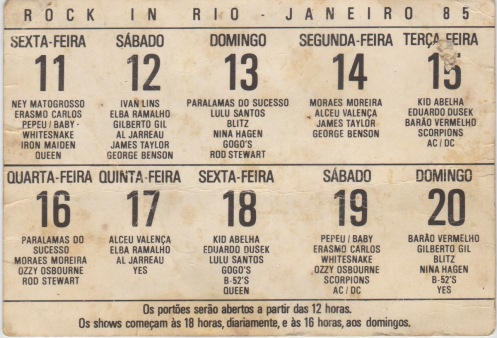 ROCK IN RIO - JANEIRO 85
SEXTA-FEIRA
11
NEY MATOGROSSO
ERASMO CARLOS
PEPEU / BABY -
WHITESNAKE
IRON MAIDEN
QUEEN
SÁBADO
12
IVAN LINS
ELBA RAMALHO
GILBERTO GIL
AL JARREAU
JAMES TAYLOR
GEORGE BENSON
DOMINGO
13
PARALAMAS DO SUCESSO
LULU SANTOS
BLITZ
NINA HAGEN
GOGO'S
ROD STEWART
SEGUNDA-FEIRA
14
MORAES MOREIRA
ALCEU VALENÇA
JAMES TAYLOR
GEORGE BENSON
TERÇA-FEIRA
15
KID ABELHA
EDUARDO DUSEK
BARÃO VERMELHO
SCORPIONS
AC / DC
QUARTA-FEIRA
16
PARALAMAS DO
SUCESSO
MORAES MOREIRA
OZZY OSBOURNE
ROD STEWART
QUINTA-FEIRA
17
ALCEU VALENÇA
ELBA RAMALHO
AL JARREAU
YES
SEXTA-FEIRA
18
KID ABELHA
EDUARDO DUSEK
LULU SANTOS
GOGO'S
B-52'S
QUEEN
SÁBADO
19
PEPEU / BABY
ERASMO CARLOS
WHITESNAKE
OZZY OSBOURNE
SCORPIONS
AC / DC
DOMINGO
20
BARÃO VERMELHO
GILBERTO GIL
BLITZ
NINA HAGEN
B-52'S
YES
Os portões serão abertos a partir das 12 horas.
Os shows começam às 18 horas, diariamente, e às 16 horas, aos domingos.